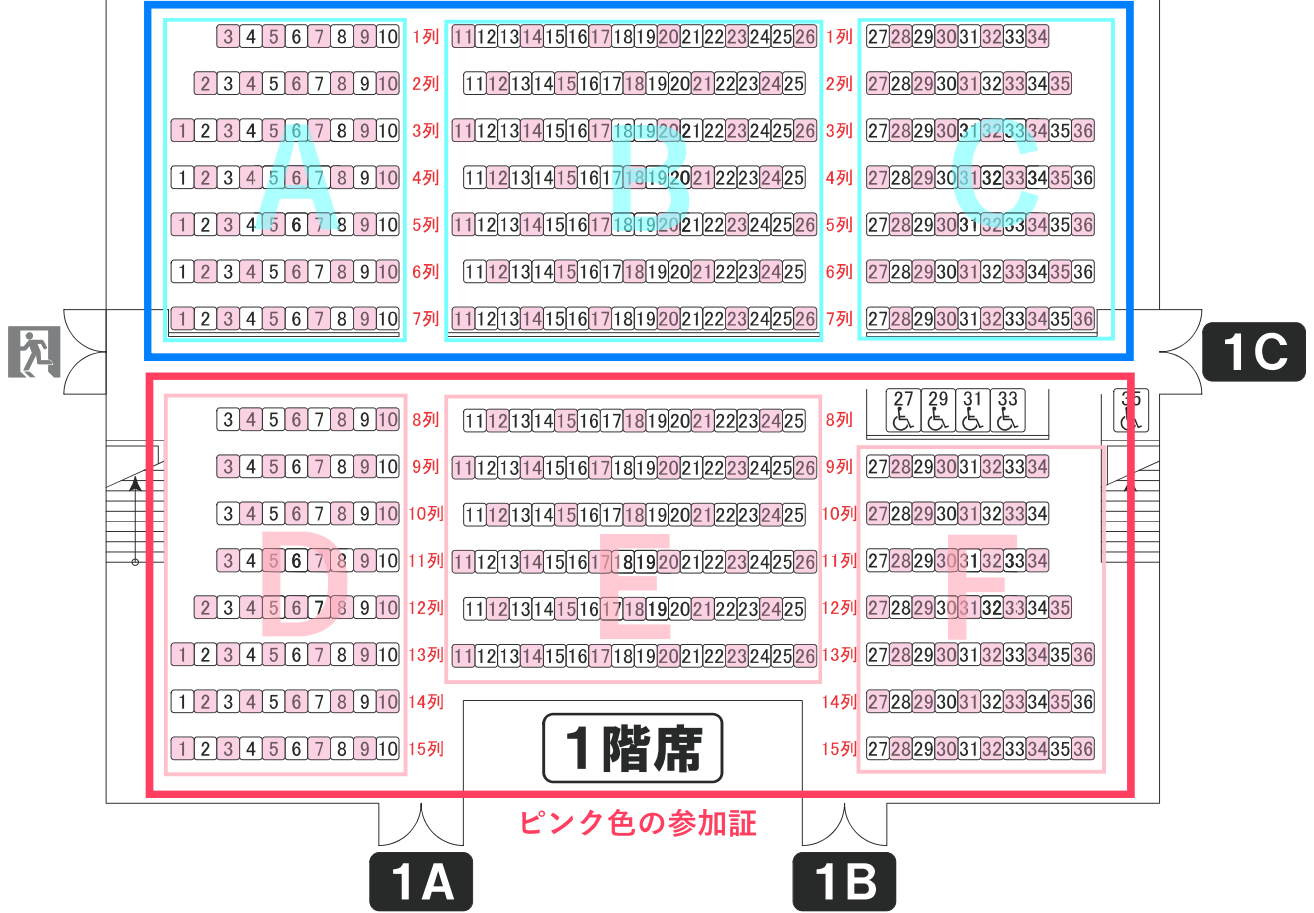 3 4 5 6 7 8 9 10 1列 11 12 13 14 15 16 17 18 19 20 21 22 23 24 25 26 1列 27 28 29 30 31 32 33 34
2 3 4 5 6 7 8 9 10 2列 11 12 13 14 15 16 17 18 19 20 21 22 23 24 25 2列 27 28 29 30 31 32 33 34 35
1 2 3 4 5 6 7 8 9 10 3列 11 12 13 14 15 16 17 18 19 20 21 22 23 24 25 26 3列 27 28 29 30 31 32 33 34 35 36
A B C
1 2 3 4 5 6 7 8 9 10 4列 11 12 13 14 15 16 17 18 19 20 21 22 23 24 25 4列 27 28 29 30 31 32 33 34 35 36
1 2 3 4 5 6 7 8 9 10 5列 11 12 13 14 15 16 17 18 19 20 21 22 23 24 25 26 5列 27 28 29 30 31 32 33 34 35 36
1 2 3 4 5 6 7 8 9 10 6列 11 12 13 14 15 16 17 18 19 20 21 22 23 24 25 6列 27 28 29 30 31 32 33 34 35 36
1 2 3 4 5 6 7 8 9 10 7列 11 12 13 14 15 16 17 18 19 20 21 22 23 24 25 26 7列 27 28 29 30 31 32 33 34 35 36
1C
3 4 5 6 7 8 9 10 8列 11 12 13 14 15 16 17 18 19 20 21 22 23 24 25 8列 27 29 31 33 35
3 4 5 6 7 8 9 10 9列 11 12 13 14 15 16 17 18 19 20 21 22 23 24 25 26 9列 27 28 29 30 31 32 33 34
3 4 5 6 7 8 9 10 10列 11 12 13 14 15 16 17 18 19 20 21 22 23 24 25 10列 27 28 29 30 31 32 33 34
3 4 5 6 7 8 9 10 11列 11 12 13 14 15 16 17 18 19 20 21 22 23 24 25 26 11列 27 28 29 30 31 32 33 34
D E F
2 3 4 5 6 7 8 9 10 12列 11 12 13 14 15 16 17 18 19 20 21 22 23 24 25 12列 27 28 29 30 31 32 33 34 35
1 2 3 4 5 6 7 8 9 10 13列 11 12 13 14 15 16 17 18 19 20 21 22 23 24 25 26 13列 27 28 29 30 31 32 33 34 35 36
1 2 3 4 5 6 7 8 9 10 14列 14列 27 28 29 30 31 32 33 34 35 36
1 2 3 4 5 6 7 8 9 10 15列 1階席 15列 27 28 29 30 31 32 33 34 35 36
ピンク色の参加証
1A 1B